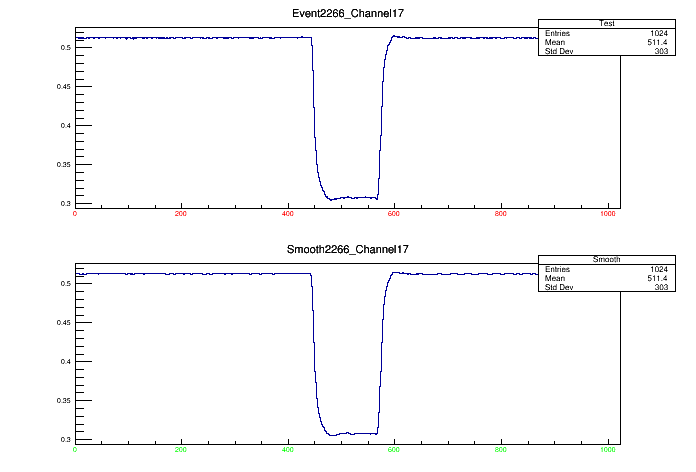 Event2266_Channel17
Test
Entries 1024
Mean 511.4
Std Dev 303
0.5
0.45
0.4
0.35
0.3
0 200 400 600 800 1000
Smooth2266_Channel17
Smooth
Entries 1024
Mean 511.4
Std Dev 303
0.5
0.45
0.4
0.35
0.3
0 200 400 600 800 1000